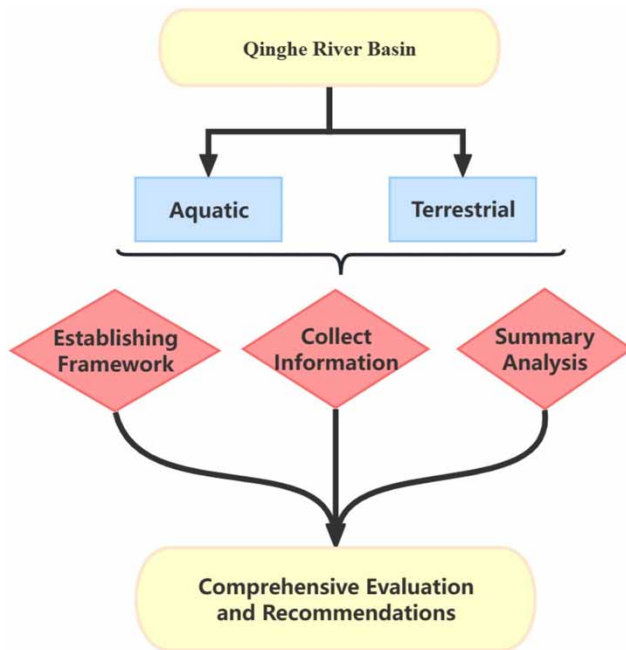 Qinghe River Basin
Aquatic
Terrestrial
Establishing
Framework
Collect
Information
Summary
Analysis
Comprehensive Evaluation
and Recommendations